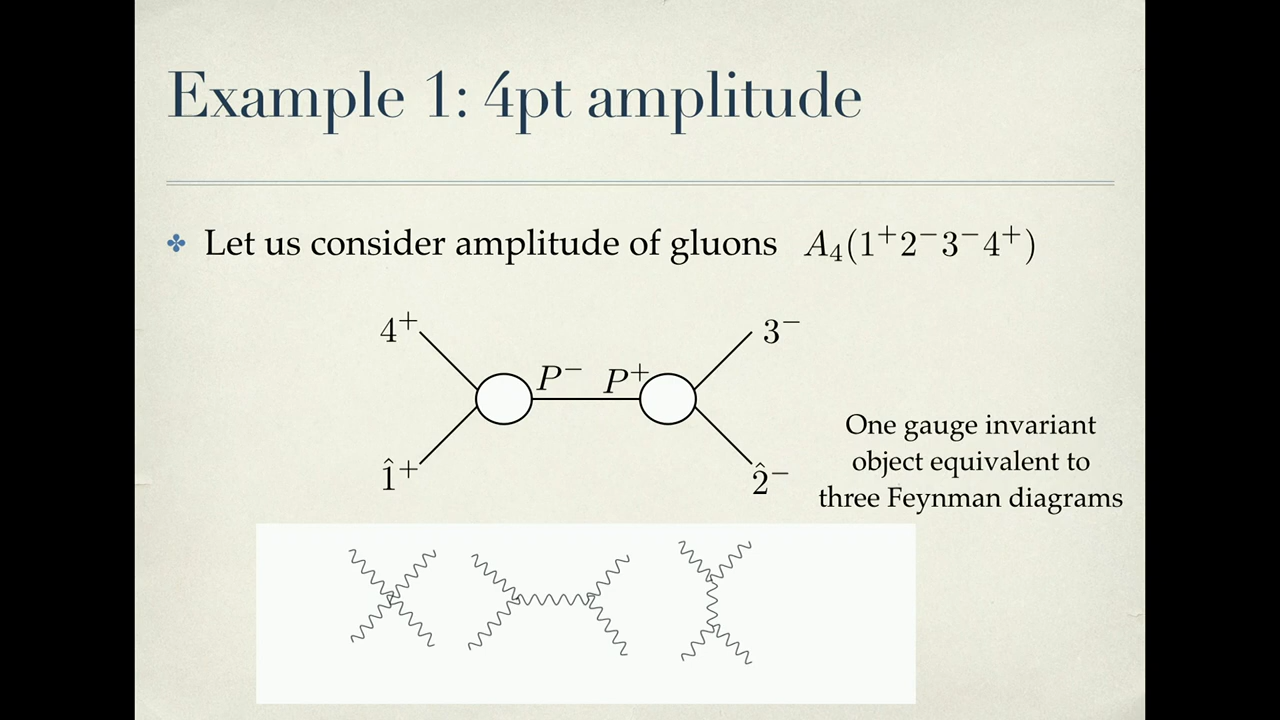 Example 1: 4pt amplitude
Let us consider amplitude of gluons A₄(1⁺2⁻3⁻4⁺)
4⁺
3⁻
P⁻
P⁺
1̂⁺
2̂⁻
One gauge invariant
object equivalent to
three Feynman diagrams